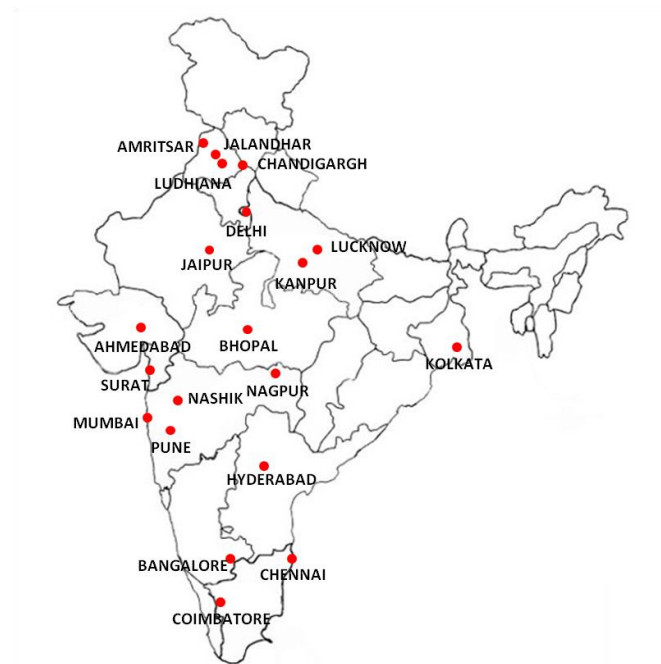 AMRITSAR
JALANDHAR
CHANDIGARGH
LUDHIANA
DELHI
LUCKNOW
JAIPUR
KANPUR
AHMEDABAD
BHOPAL
KOLKATA
SURAT
NAGPUR
NASHIK
MUMBAI
PUNE
HYDERABAD
BANGALORE
CHENNAI
COIMBATORE